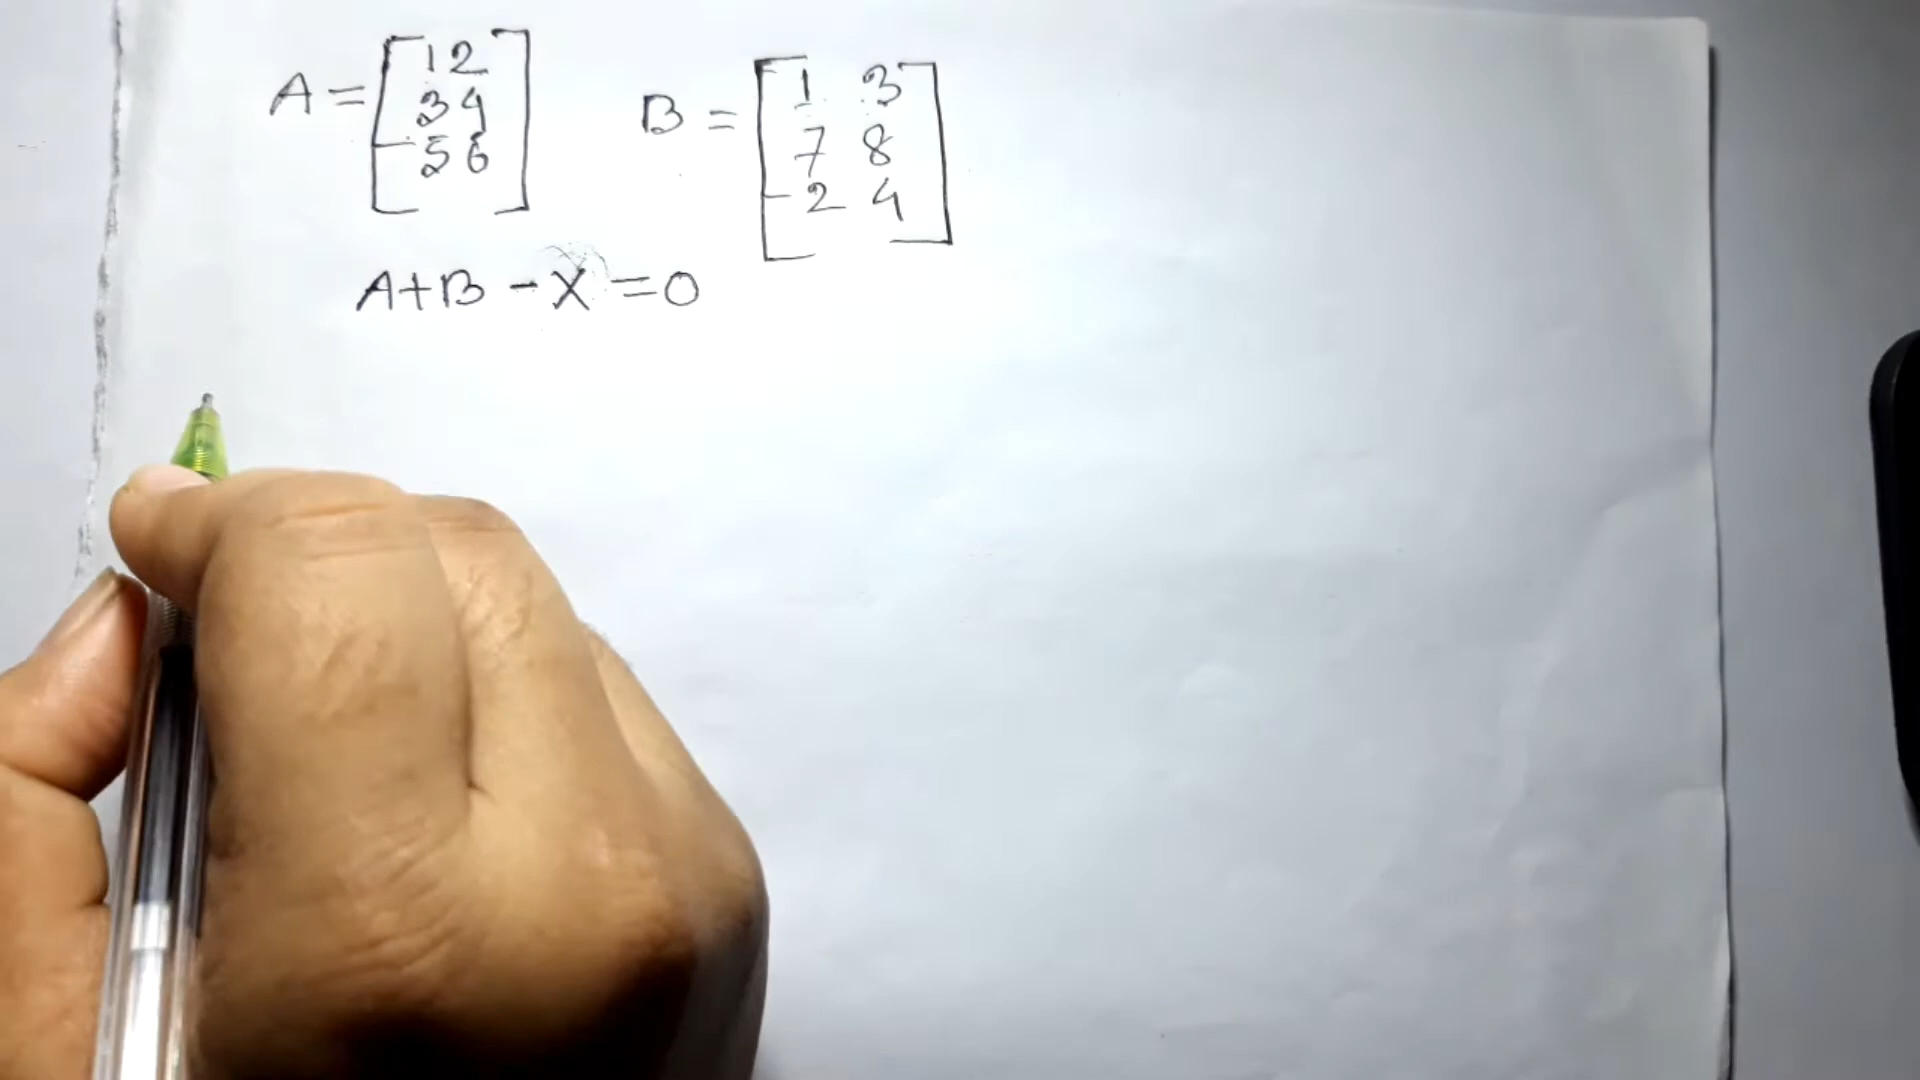 A = [ 1 2
3 4
-5 6 ]
B = [ 1 3
7 8
-2 4 ]
A+B - X = 0